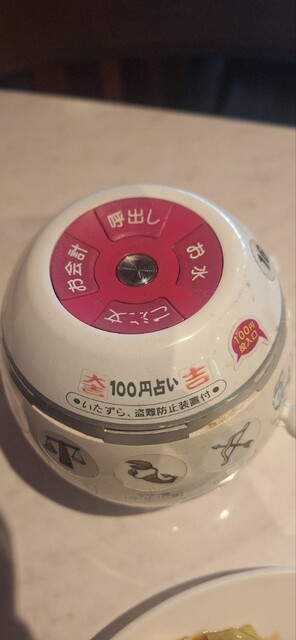 呼出し
お会計
お水
ご注文
100円
投入口
大吉 100円占い 吉
●いたずら、盗難防止装置付●